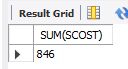 Result Grid
SUM(SCOST)
846